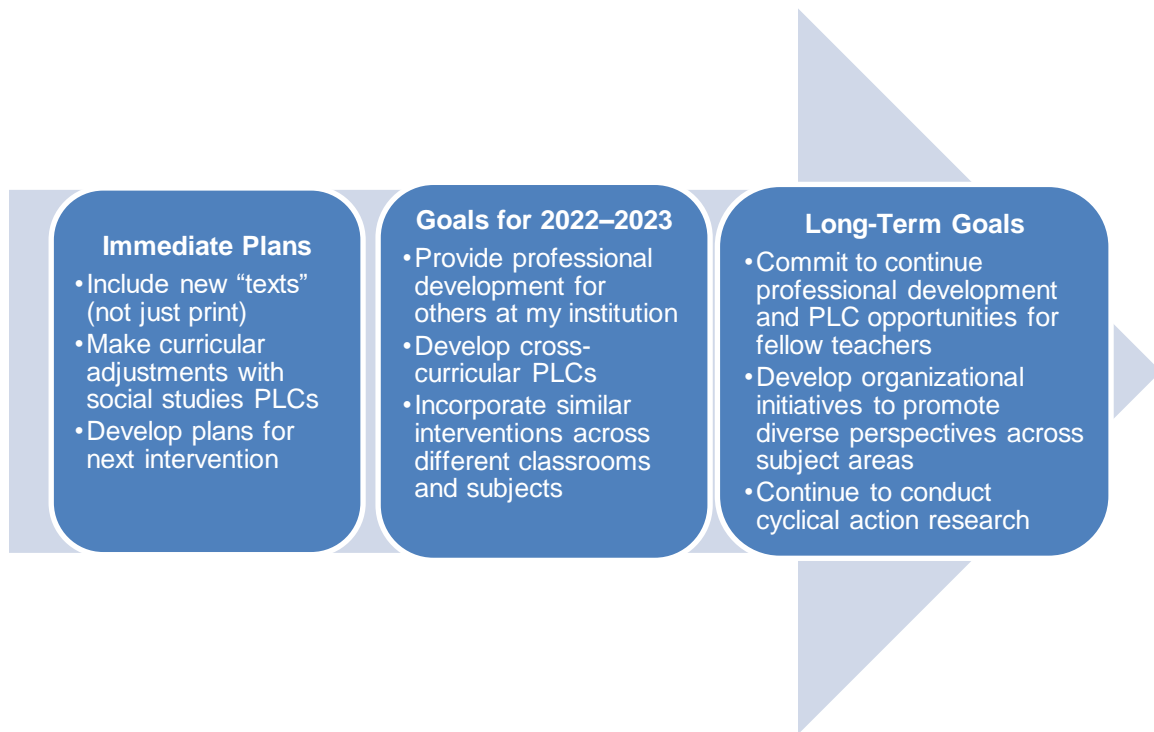 Immediate Plans
•Include new “texts”
(not just print)
•Make curricular
adjustments with
social studies PLCs
•Develop plans for
next intervention
Goals for 2022–2023
•Provide professional
development for
others at my institution
•Develop cross-
curricular PLCs
•Incorporate similar
interventions across
different classrooms
and subjects
Long-Term Goals
•Commit to continue
professional development
and PLC opportunities for
fellow teachers
•Develop organizational
initiatives to promote
diverse perspectives across
subject areas
•Continue to conduct
cyclical action research